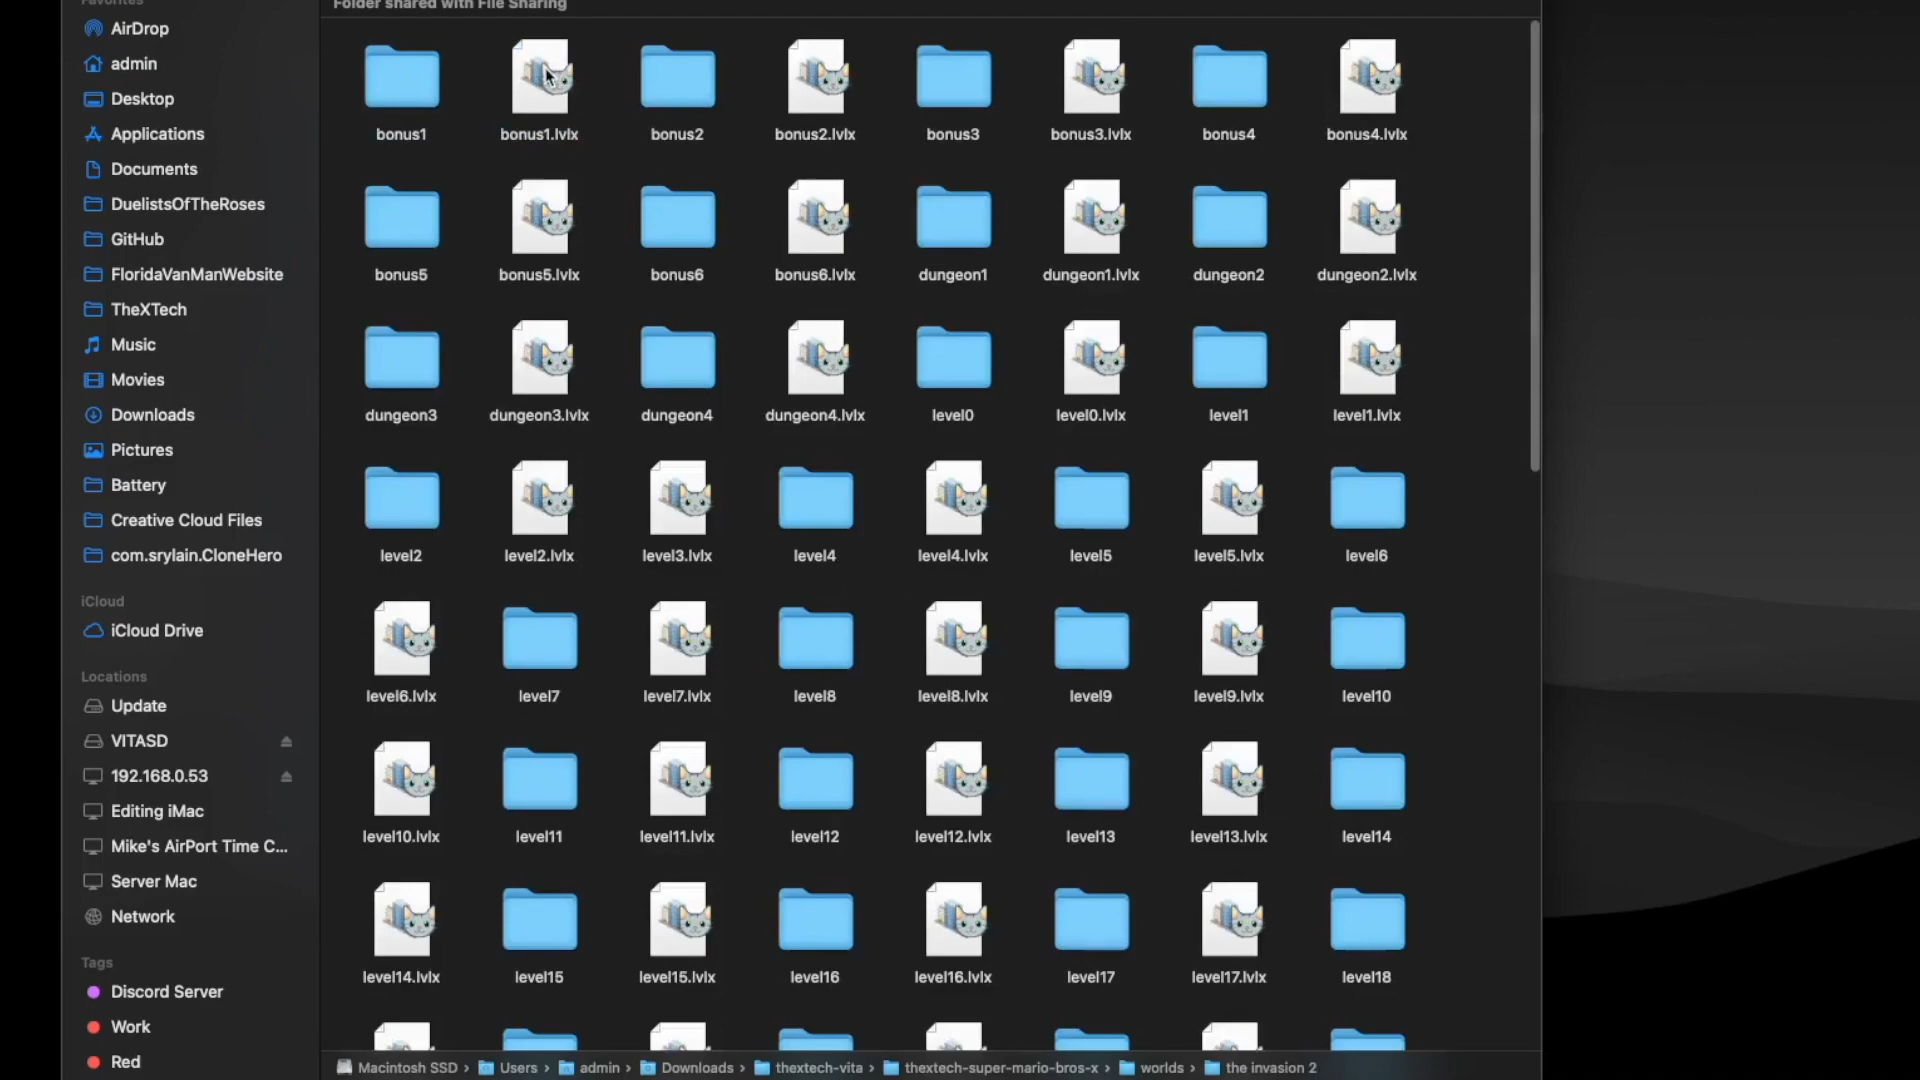 Favorites
AirDrop
admin
Desktop
Applications
Documents
DuelistsOfTheRoses
GitHub
FloridaVanManWebsite
TheXTech
Music
Movies
Downloads
Pictures
Battery
Creative Cloud Files
com.srylain.CloneHero
iCloud
iCloud Drive
Locations
Update
VITASD
192.168.0.53
Editing iMac
Mike's AirPort Time C...
Server Mac
Network
Tags
Discord Server
Work
Red
Folder shared with File Sharing
bonus1 bonus1.lvlx bonus2 bonus2.lvlx bonus3 bonus3.lvlx bonus4 bonus4.lvlx
bonus5 bonus5.lvlx bonus6 bonus6.lvlx dungeon1 dungeon1.lvlx dungeon2 dungeon2.lvlx
dungeon3 dungeon3.lvlx dungeon4 dungeon4.lvlx level0 level0.lvlx level1 level1.lvlx
level2 level2.lvlx level3.lvlx level4 level4.lvlx level5 level5.lvlx level6
level6.lvlx level7 level7.lvlx level8 level8.lvlx level9 level9.lvlx level10
level10.lvlx level11 level11.lvlx level12 level12.lvlx level13 level13.lvlx level14
level14.lvlx level15 level15.lvlx level16 level16.lvlx level17 level17.lvlx level18
Macintosh SSD › Users › admin › Downloads › thextech-vita › thextech-super-mario-bros-x › worlds › the invasion 2